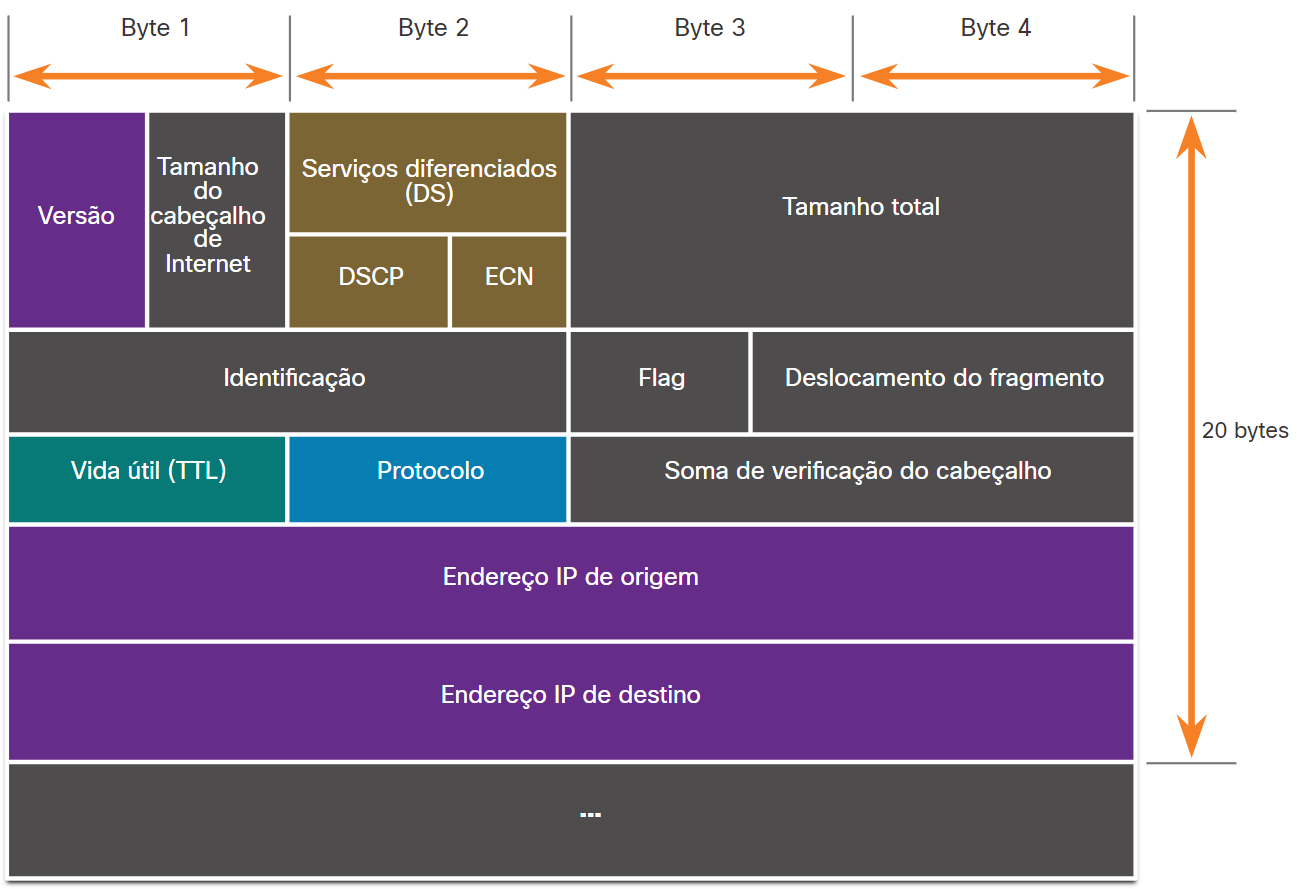 Byte 1
Byte 2
Byte 3
Byte 4
Versão
Tamanho
do
cabeçalho
de
Internet
Serviços diferenciados
(DS)
DSCP
ECN
Tamanho total
Identificação
Flag
Deslocamento do fragmento
Vida útil (TTL)
Protocolo
Soma de verificação do cabeçalho
Endereço IP de origem
Endereço IP de destino
...
20 bytes